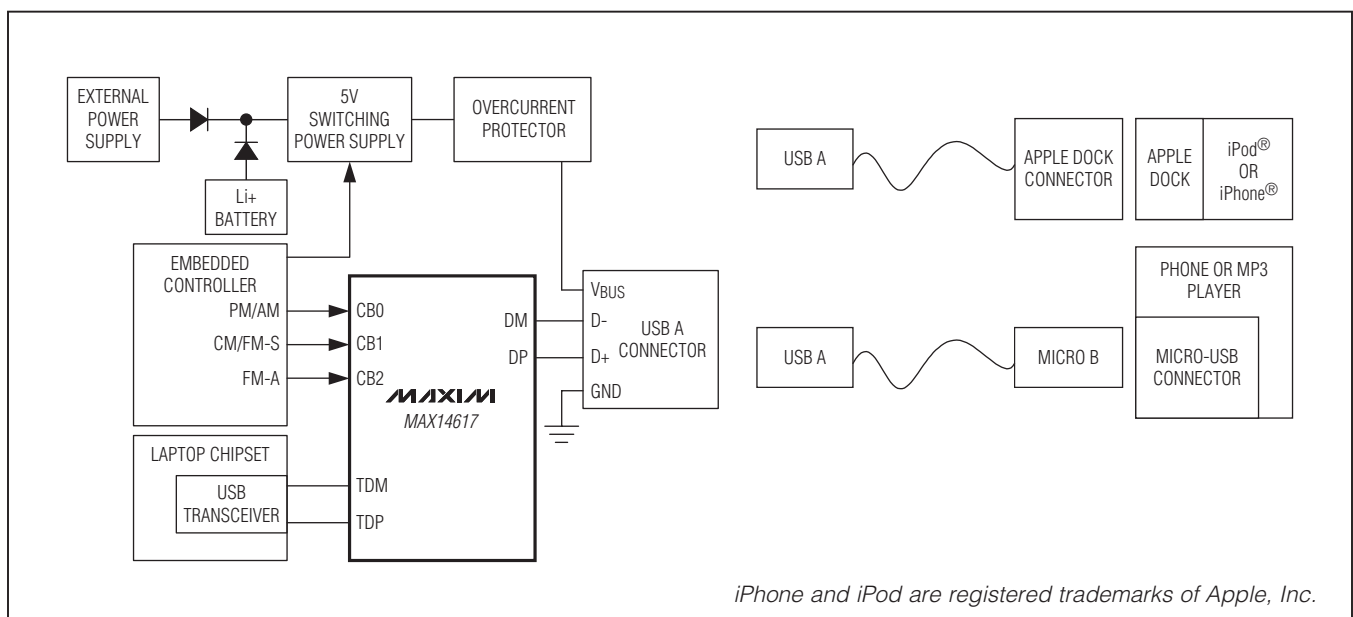 EXTERNAL
POWER
SUPPLY
5V
SWITCHING
POWER SUPPLY
OVERCURRENT
PROTECTOR
Li+
BATTERY
EMBEDDED
CONTROLLER
PM/AM
CM/FM-S
FM-A
CB0
CB1
CB2
MAXIM
MAX14617
DM
DP
TDM
TDP
LAPTOP CHIPSET
USB
TRANSCEIVER
VBUS
D-
D+
GND
USB A
CONNECTOR
USB A
APPLE DOCK
CONNECTOR
APPLE
DOCK
iPod®
OR
iPhone®
USB A
MICRO B
PHONE OR MP3
PLAYER
MICRO-USB
CONNECTOR
iPhone and iPod are registered trademarks of Apple, Inc.